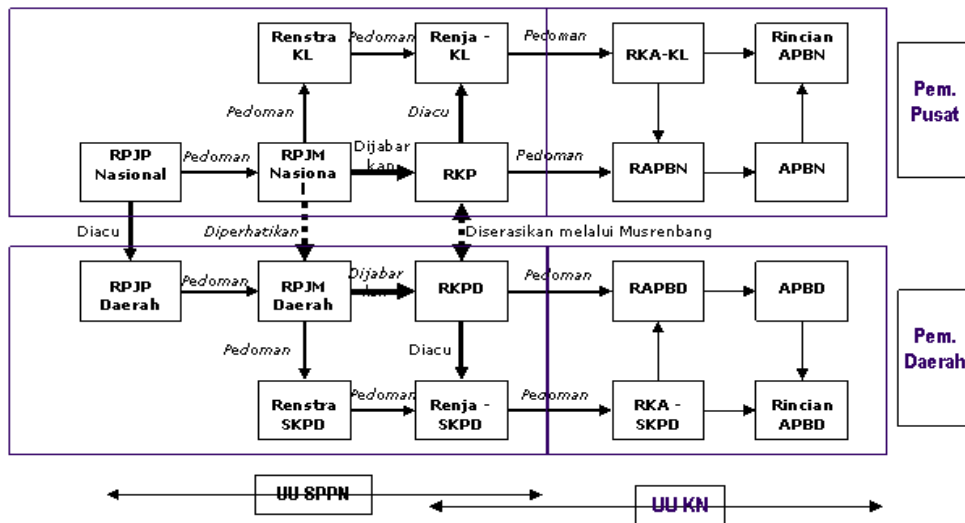 Renstra
KL
Pedoman
Renja -
KL
Pedoman
RKA-KL
Rincian
APBN
Pem.
Pusat
Pedoman
Diacu
RPJP
Nasional
Pedoman
RPJM
Nasiona
Dijabar
kan
RKP
Pedoman
RAPBN
APBN
Diacu
Diperhatikan
Diserasikan melalui Musrenbang
RPJP
Daerah
Pedoman
RPJM
Daerah
Dijabar
kan
RKPD
Pedoman
RAPBD
APBD
Pem.
Daerah
Pedoman
Diacu
Renstra
SKPD
Pedoman
Renja -
SKPD
Pedoman
RKA -
SKPD
Rincian
APBD
UU SPPN
UU KN